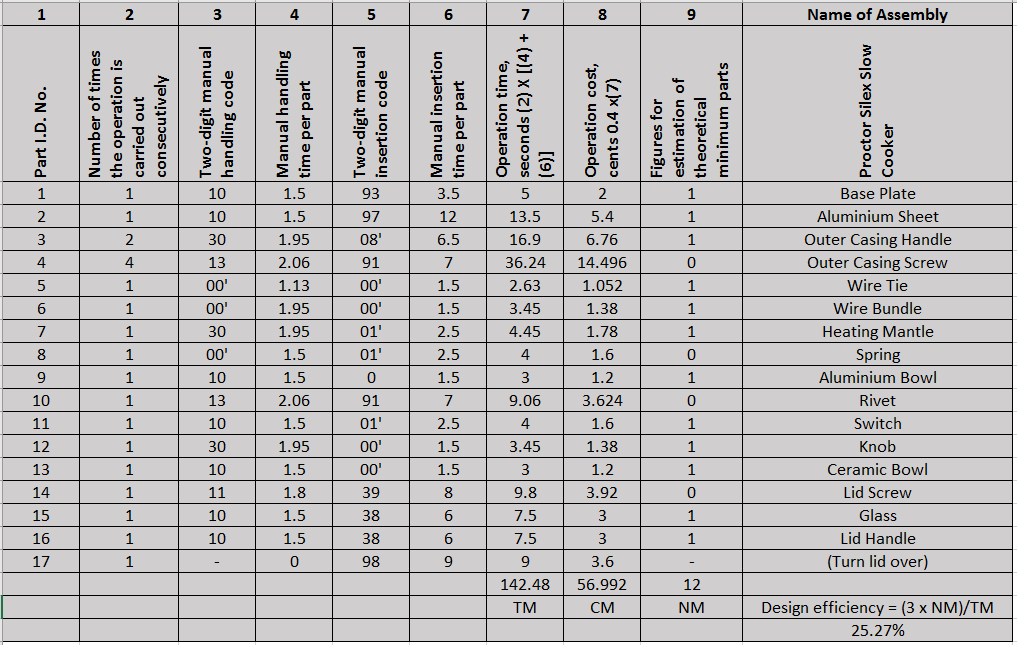 1 2 3 4 5 6 7 8 9 Name of Assembly
Part I.D. No.
Number of times
the operation is
carried out
consecutively
Two-digit manual
handling code
Manual handling
time per part
Two-digit manual
insertion code
Manual insertion
time per part
Operation time,
seconds (2) X [(4) +
(6)]
Operation cost,
cents 0.4 x(7)
Figures for
estimation of
theoretical
minimum parts
Proctor Silex Slow
Cooker
1 1 10 1.5 93 3.5 5 2 1 Base Plate
2 1 10 1.5 97 12 13.5 5.4 1 Aluminium Sheet
3 2 30 1.95 08' 6.5 16.9 6.76 1 Outer Casing Handle
4 4 13 2.06 91 7 36.24 14.496 0 Outer Casing Screw
5 1 00' 1.13 00' 1.5 2.63 1.052 1 Wire Tie
6 1 00' 1.95 00' 1.5 3.45 1.38 1 Wire Bundle
7 1 30 1.95 01' 2.5 4.45 1.78 1 Heating Mantle
8 1 00' 1.5 01' 2.5 4 1.6 0 Spring
9 1 10 1.5 0 1.5 3 1.2 1 Aluminium Bowl
10 1 13 2.06 91 7 9.06 3.624 0 Rivet
11 1 10 1.5 01' 2.5 4 1.6 1 Switch
12 1 30 1.95 00' 1.5 3.45 1.38 1 Knob
13 1 10 1.5 00' 1.5 3 1.2 1 Ceramic Bowl
14 1 11 1.8 39 8 9.8 3.92 0 Lid Screw
15 1 10 1.5 38 6 7.5 3 1 Glass
16 1 10 1.5 38 6 7.5 3 1 Lid Handle
17 1 - 0 98 9 9 3.6 - (Turn lid over)
142.48 56.992 12
TM CM NM Design efficiency = (3 x NM)/TM
25.27%